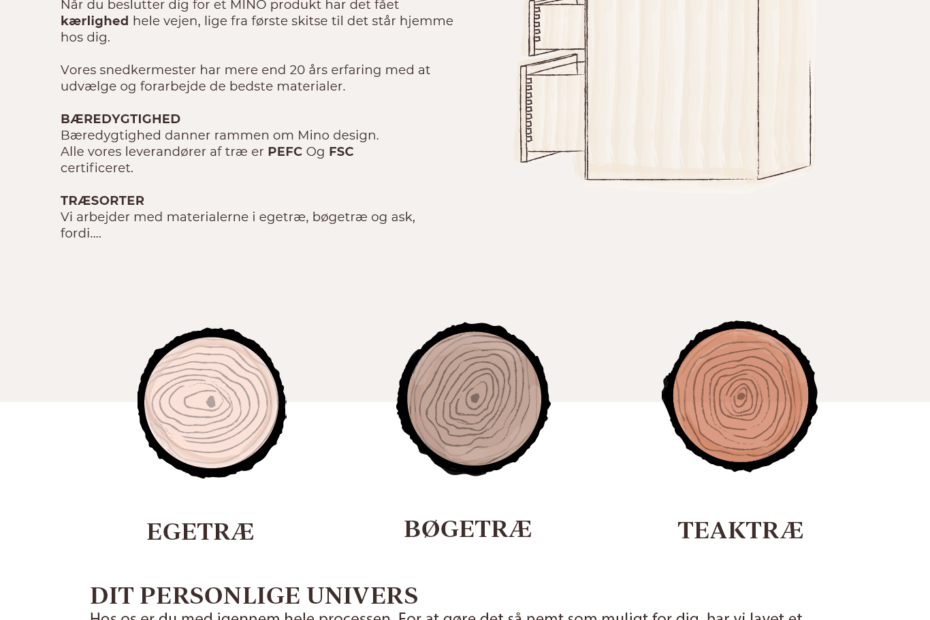 Når du beslutter dig for et MINO produkt har det fået
kærlighed hele vejen, lige fra første skitse til det står hjemme
hos dig.
Vores snedkermester har mere end 20 års erfaring med at
udvælge og forarbejde de bedste materialer.
BÆREDYGTIGHED
Bæredygtighed danner rammen om Mino design.
Alle vores leverandører af træ er PEFC Og FSC
certificeret.
TRÆSORTER
Vi arbejder med materialerne i egetræ, bøgetræ og ask,
fordi....
EGETRÆ
BØGETRÆ
TEAKTRÆ
DIT PERSONLIGE UNIVERS
Hos os er du med igennem hele processen. For at gøre det så nemt som muligt for dig, har vi lavet et